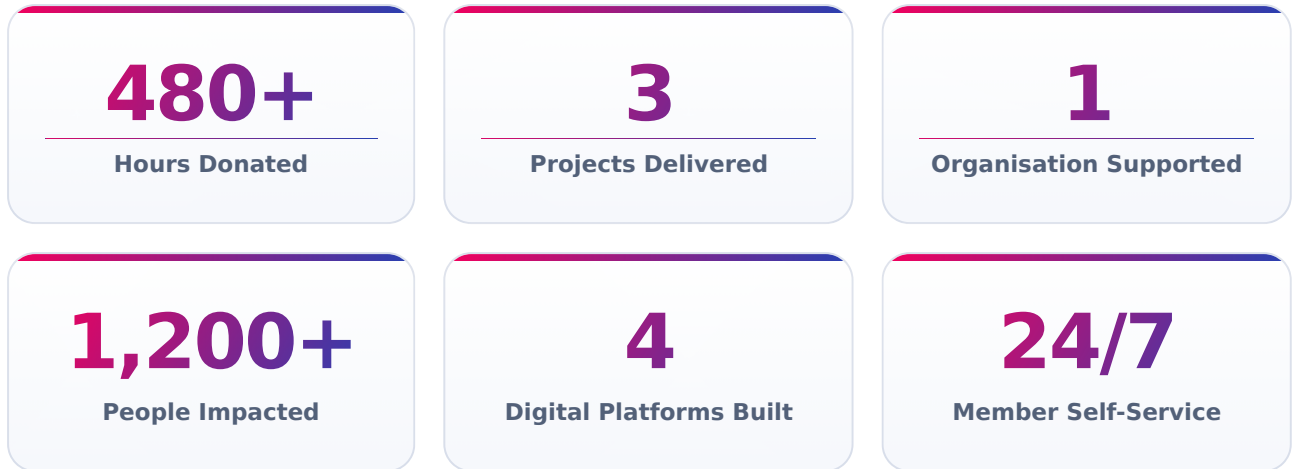 480+
Hours Donated
3
Projects Delivered
1
Organisation Supported
1,200+
People Impacted
4
Digital Platforms Built
24/7
Member Self-Service